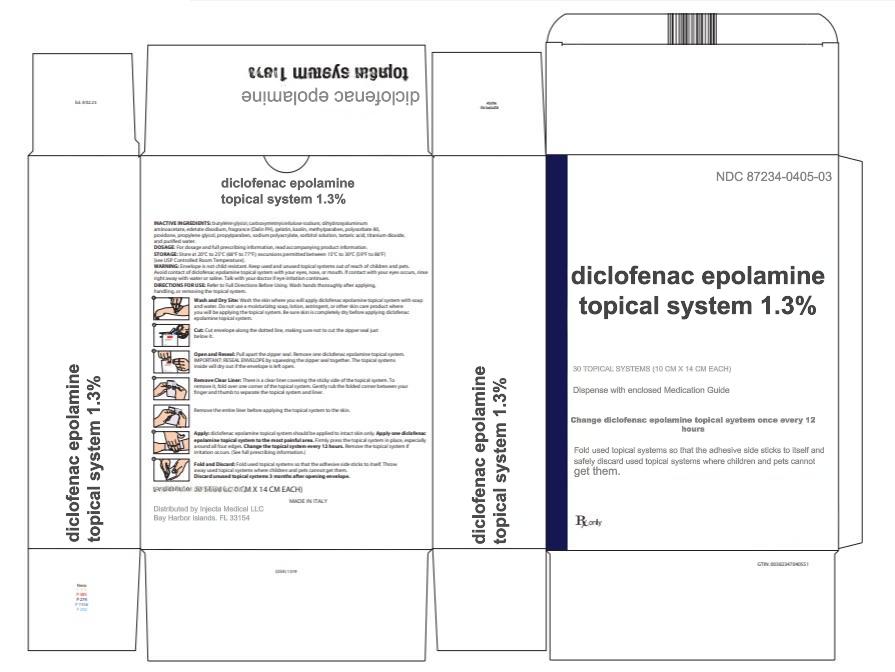 topical system 1.3%
diclofenac epolamine
diclofenac epolamine
topical system 1.3%
INACTIVE INGREDIENTS: butylene glycol, carboxymethylcellulose sodium, dihydroxyaluminum
aminoacetate, edetate disodium, fragrance (Dalin PH), gelatin, kaolin, methylparaben, polysorbate 80,
povidone, propylene glycol, propylparaben, sodium polyacrylate, sorbitol solution, tartaric acid, titanium dioxide,
and purified water.
DOSAGE: For dosage and full prescribing information, read accompanying product information.
STORAGE: Store at 20°C to 25°C (68°F to 77°F) excursions permitted between 15°C to 30°C (59°F to 86°F)
(See USP Controlled Room Temperature).
WARNING: Envelope is not child resistant. Keep used and unused topical systems out of reach of children and pets.
Avoid contact of diclofenac epolamine topical system with your eyes, nose, or mouth. If contact with your eyes occurs, rinse
right away with water or saline. Talk with your doctor if eye irritation continues.
DIRECTIONS FOR USE: Refer to Full Directions Before Using. Wash hands thoroughly after applying,
handling, or removing the topical system.
Wash and Dry Site: Wash the skin where you will apply diclofenac epolamine topical system with soap
and water. Do not use a moisturizing soap, lotion, astringent, or other skin care product where
you will be applying the topical system. Be sure skin is completely dry before applying diclofenac
epolamine topical system.
Cut: Cut envelope along the dotted line, making sure not to cut the zipper seal just
below it.
Open and Reseal: Pull apart the zipper seal. Remove one diclofenac epolamine topical system.
IMPORTANT: RESEAL ENVELOPE by squeezing the zipper seal together. The topical systems
inside will dry out if the envelope is left open.
Remove Clear Liner: There is a clear liner covering the sticky side of the topical system. To
remove it, fold over one corner of the topical system. Gently rub the folded corner between your
finger and thumb to separate the topical system and liner.
Remove the entire liner before applying the topical system to the skin.
Apply: diclofenac epolamine topical system should be applied to intact skin only. Apply one diclofenac
epolamine topical system to the most painful area. Firmly press the topical system in place, especially
around all four edges. Change the topical system every 12 hours. Remove the topical system if
irritation occurs. (See full prescribing information.)
Fold and Discard: Fold used topical systems so that the adhesive side sticks to itself. Throw
away used topical systems where children and pets cannot get them.
Discard unused topical systems 3 months after opening envelope.
X 14 CM EACH)
MADE IN ITALY
Distributed by Injecta Medical LLC
Bay Harbor Islands, FL 33154
diclofenac epolamine
topical system 1.3%
diclofenac epolamine
topical system 1.3%
NDC 87234-0405-03
diclofenac epolamine
topical system 1.3%
30 TOPICAL SYSTEMS (10 CM X 14 CM EACH)
Dispense with enclosed Medication Guide
Change diclofenac epolamine topical system once every 12
hours
Fold used topical systems so that the adhesive side sticks to itself and
safely discard used topical systems where children and pets cannot
get them.
Rx only
GTIN: 00382347040551